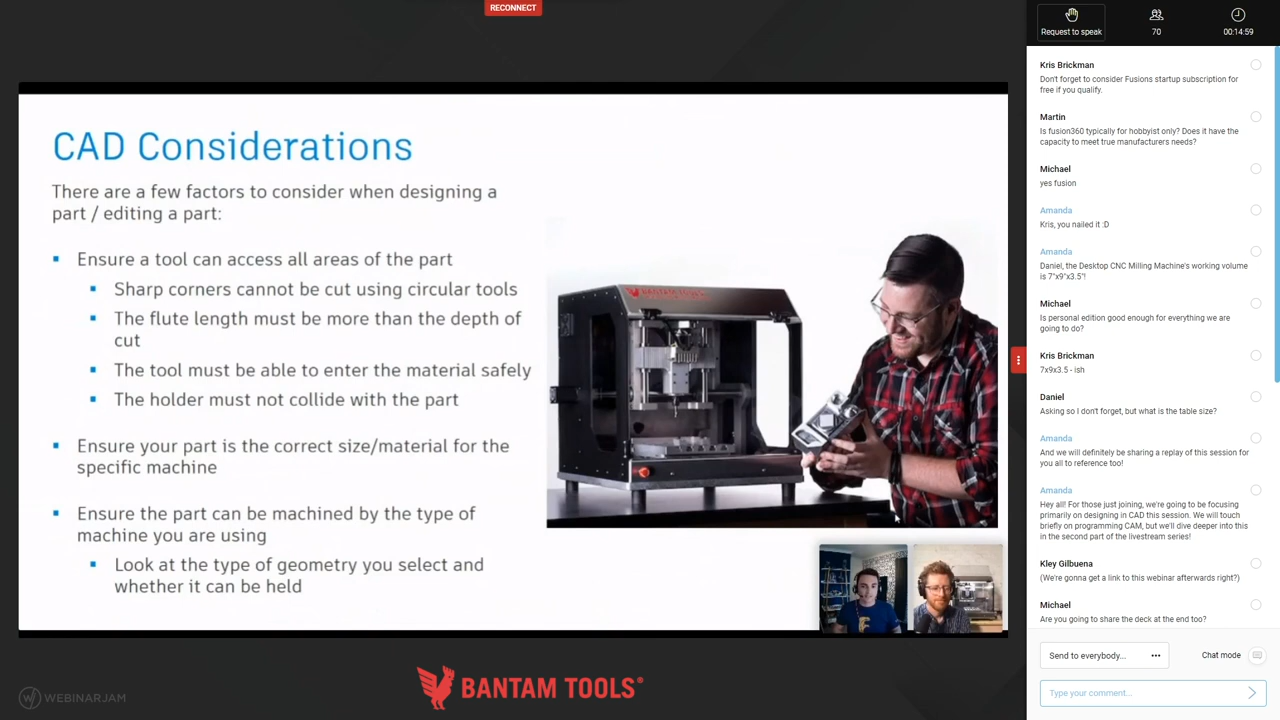 RECONNECT
CAD Considerations
There are a few factors to consider when designing a
part / editing a part:
Ensure a tool can access all areas of the part
Sharp corners cannot be cut using circular tools
The flute length must be more than the depth of
cut
The tool must be able to enter the material safely
The holder must not collide with the part
Ensure your part is the correct size/material for the
specific machine
Ensure the part can be machined by the type of
machine you are using
Look at the type of geometry you select and
whether it can be held
BANTAM TOOLS
WEBINARJAM
BANTAM TOOLS®
Request to speak
70
00:14:59
Kris Brickman
Don't forget to consider Fusions startup subscription for
free if you qualify.
Martin
Is fusion360 typically for hobbyist only? Does it have the
capacity to meet true manufacturers needs?
Michael
yes fusion
Amanda
Kris, you nailed it :D
Amanda
Daniel, the Desktop CNC Milling Machine's working volume
is 7"x9"x3.5"!
Michael
Is personal edition good enough for everything we are
going to do?
Kris Brickman
7x9x3.5 - ish
Daniel
Asking so I don't forget, but what is the table size?
Amanda
And we will definitely be sharing a replay of this session for
you all to reference too!
Amanda
Hey all! For those just joining, we're going to be focusing
primarily on designing in CAD this session. We will touch
briefly on programming CAM, but we'll dive deeper into this
in the second part of the livestream series!
Kley Gilbuena
(We're gonna get a link to this webinar afterwards right?)
Michael
Are you going to share the deck at the end too?
Send to everybody...
Chat mode
Type your comment...